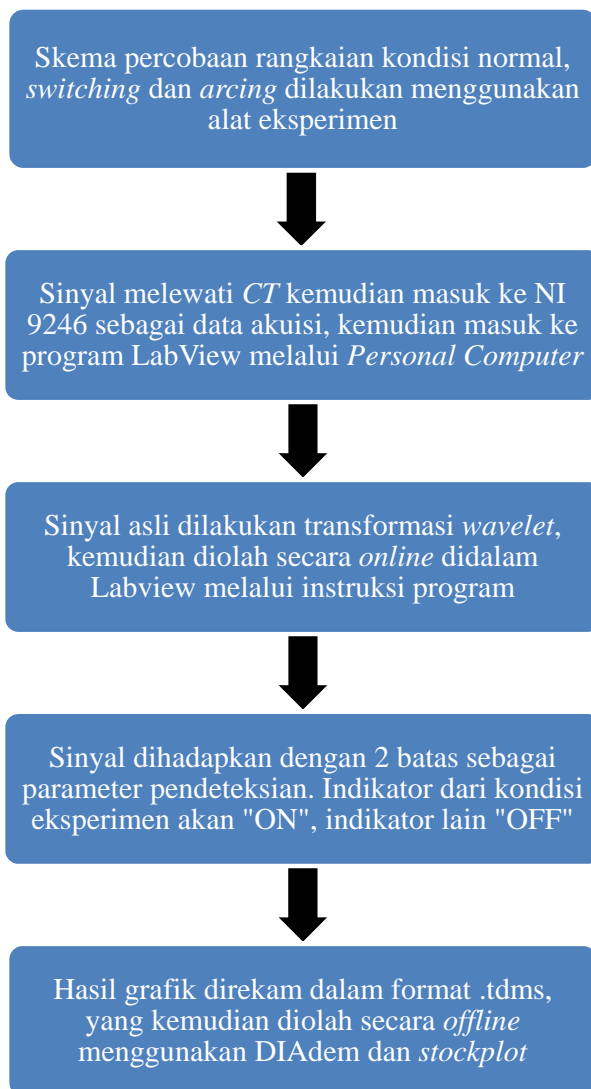 Skema percobaan rangkaian kondisi normal,
switching dan arcing dilakukan menggunakan
alat eksperimen
Sinyal melewati CT kemudian masuk ke NI
9246 sebagai data akuisi, kemudian masuk ke
program LabView melalui Personal Computer
Sinyal asli dilakukan transformasi wavelet,
kemudian diolah secara online didalam
Labview melalui instruksi program
Sinyal dihadapkan dengan 2 batas sebagai
parameter pendeteksian. Indikator dari kondisi
eksperimen akan "ON", indikator lain "OFF"
Hasil grafik direkam dalam format .tdms,
yang kemudian diolah secara offline
menggunakan DIAdem dan stockplot